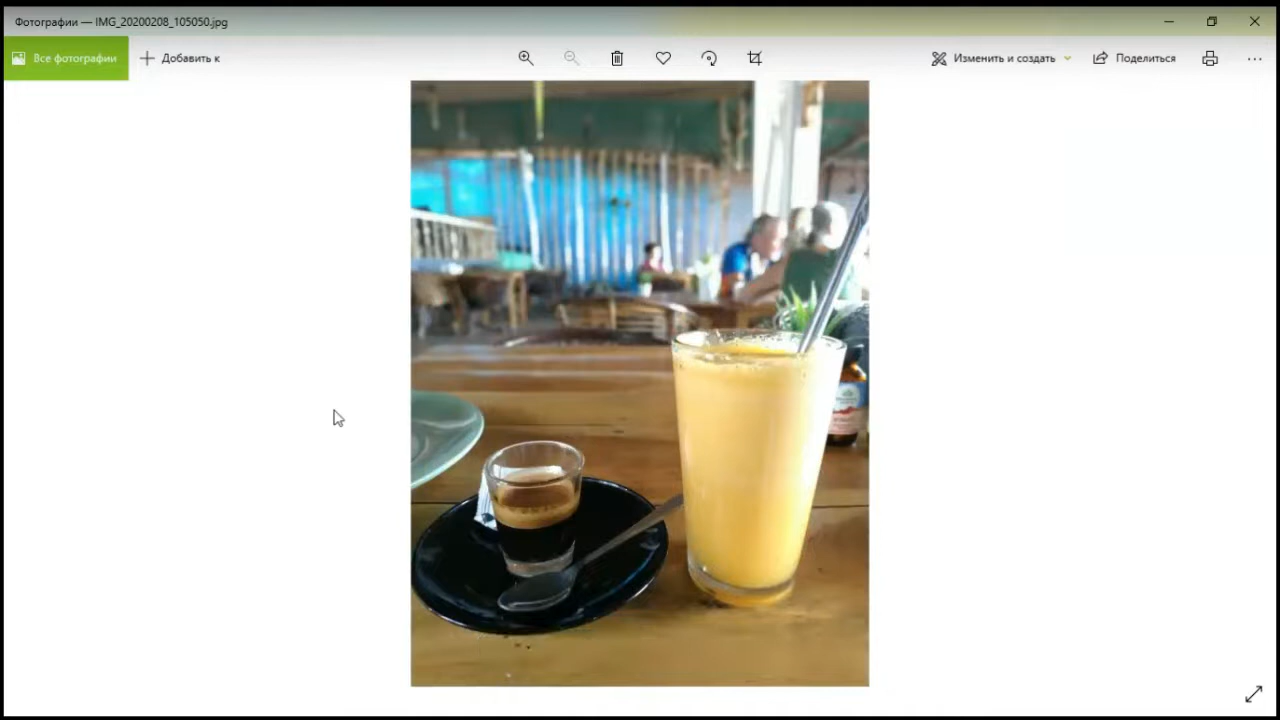 Фотографии — IMG_20200208_105050.jpg
Все фотографии
Добавить к
Изменить и создать
Поделиться